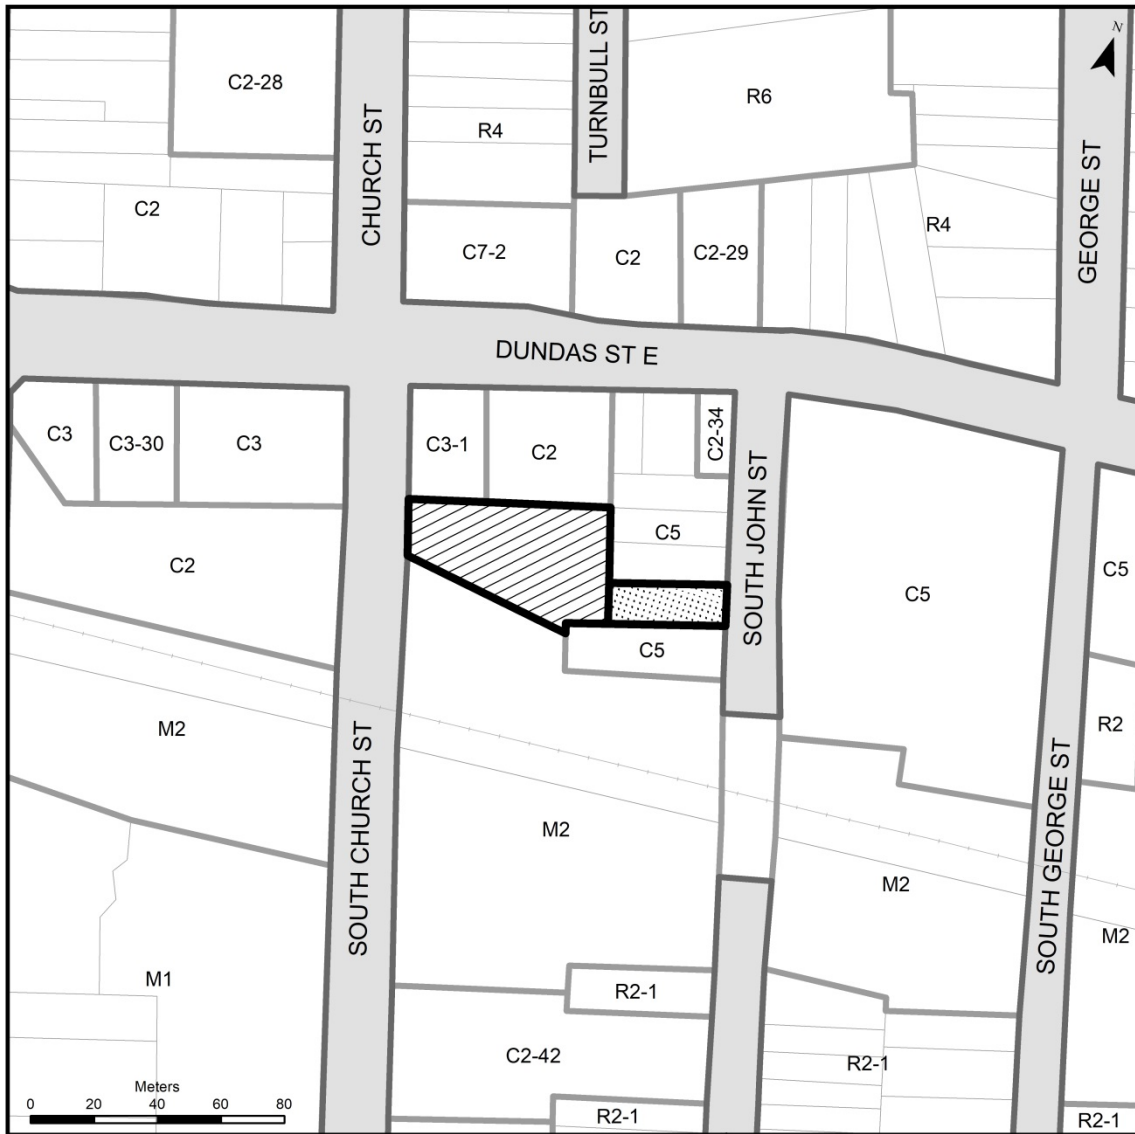 N
TURNBULL ST
C2-28
R6
CHURCH ST
R4
GEORGE ST
C2
R4
C7-2
C2
C2-29
DUNDAS ST E
C3
C3-30
C3
C3-1
C2
C2-34
SOUTH JOHN ST
C5
C2
C5
C5
C5
M2
R2
SOUTH CHURCH ST
M2
SOUTH GEORGE ST
M2
M2
M1
R2-1
C2-42
R2-1
Meters
0 20 40 60 80
R2-1
R2-1